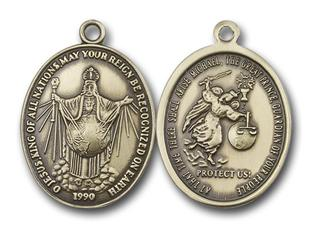 O JESUS KING OF ALL NATIONS, MAY YOUR REIGN BE RECOGNIZED ON EARTH
1990
AT THAT TIME THERE SHALL ARISE MICHAEL, THE GREAT PRINCE, GUARDIAN OF YOUR PEOPLE
PROTECT US!